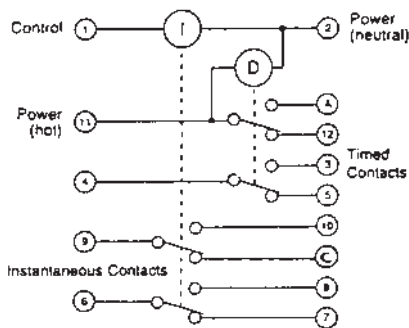 Control
1
I
2
Power
(neutral)
D
Power
(hot)
11
A
12
3
Timed
Contacts
4
5
10
9
C
Instantaneous Contacts
B
6
7